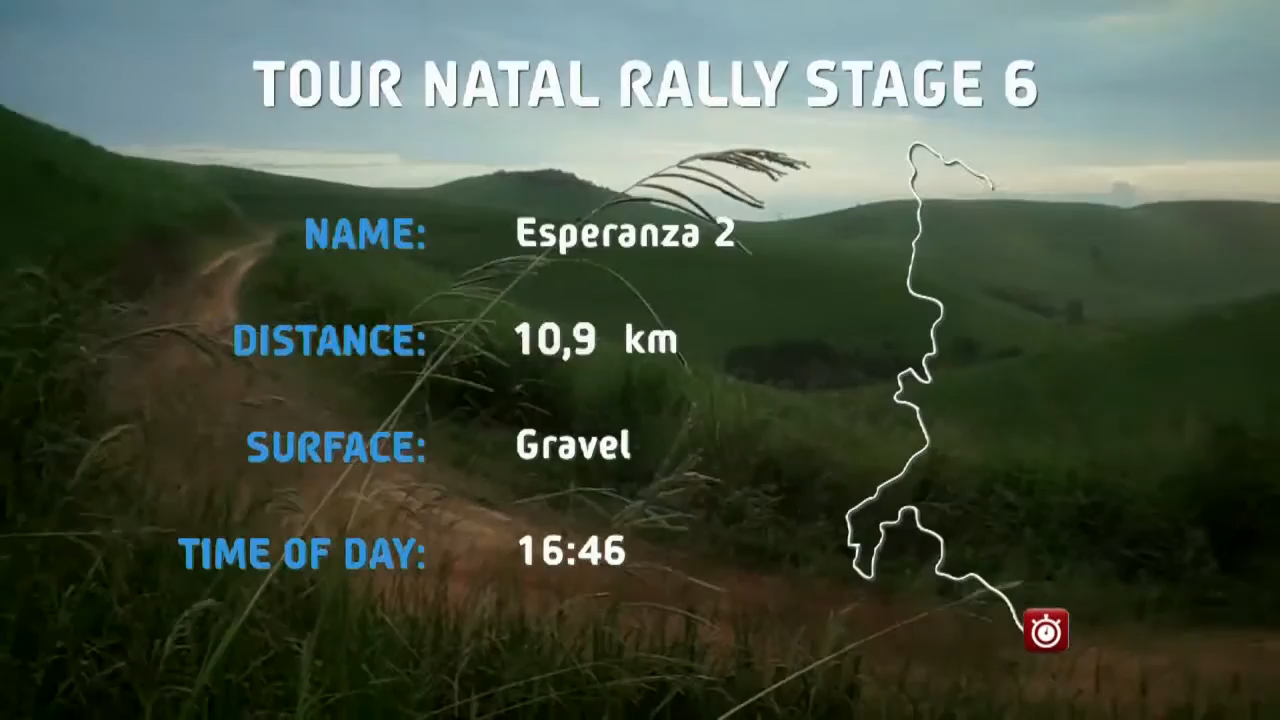 TOUR NATAL RALLY STAGE 6
NAME: Esperanza 2
DISTANCE: 10,9 km
SURFACE: Gravel
TIME OF DAY: 16:46